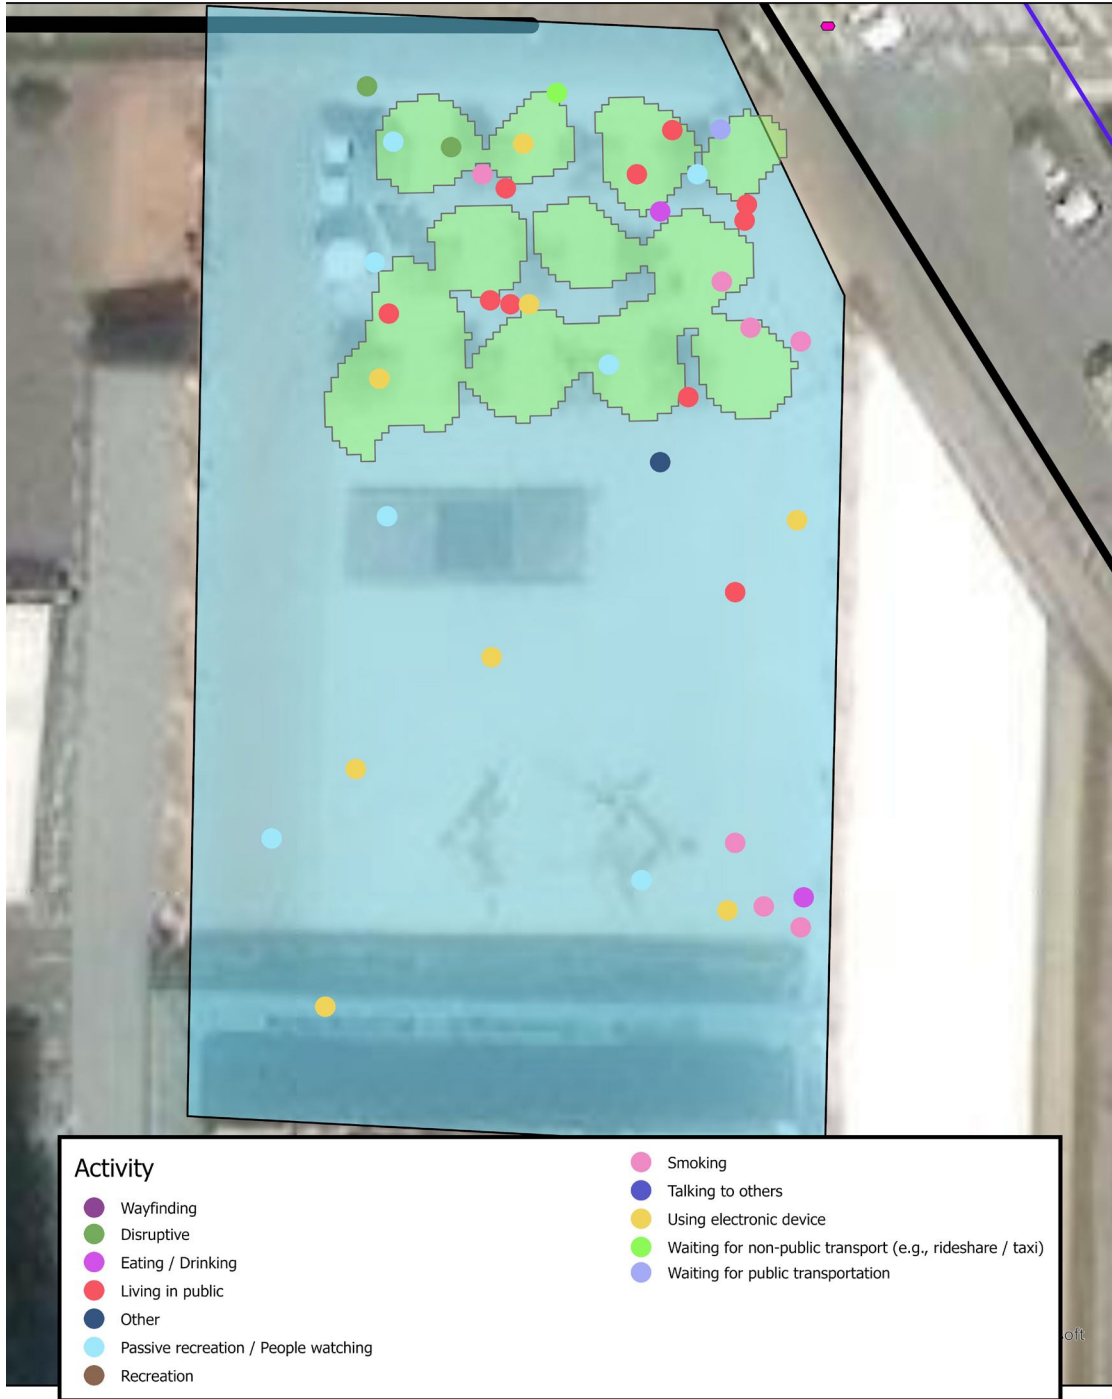 Activity
Wayfinding
Disruptive
Eating / Drinking
Living in public
Other
Passive recreation / People watching
Recreation
Smoking
Talking to others
Using electronic device
Waiting for non-public transport (e.g., rideshare / taxi)
Waiting for public transportation
oft